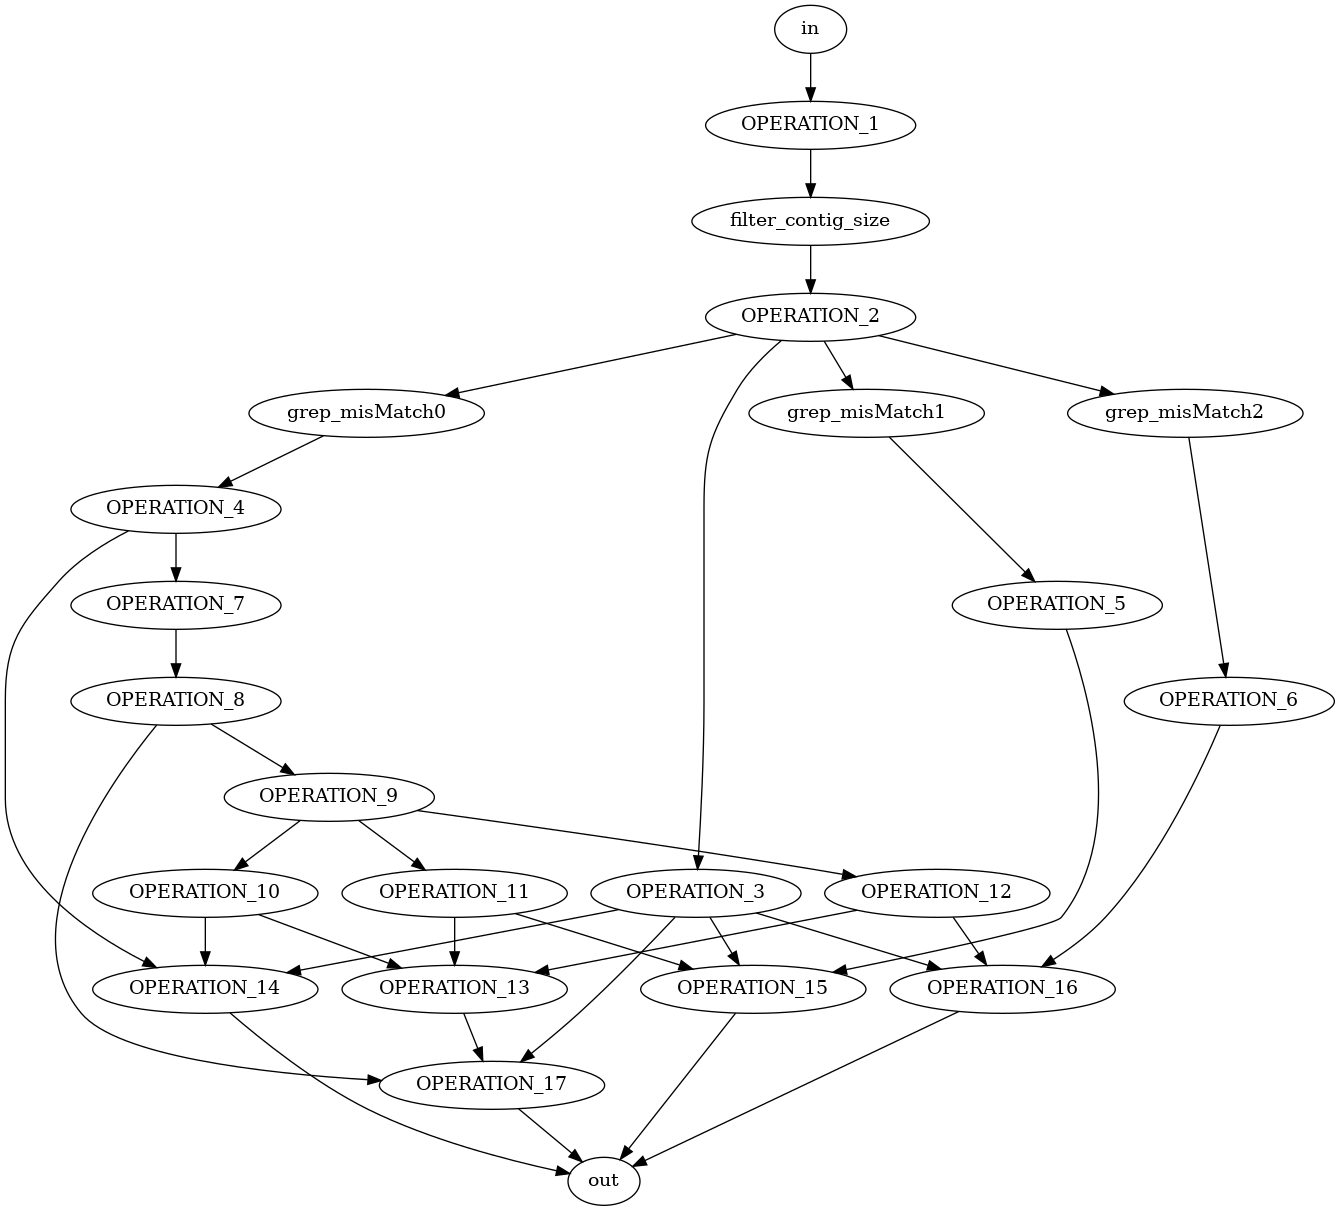 in
OPERATION_1
filter_contig_size
OPERATION_2
grep_misMatch0
grep_misMatch1
grep_misMatch2
OPERATION_4
OPERATION_7
OPERATION_5
OPERATION_8
OPERATION_6
OPERATION_9
OPERATION_10
OPERATION_11
OPERATION_3
OPERATION_12
OPERATION_14
OPERATION_13
OPERATION_15
OPERATION_16
OPERATION_17
out